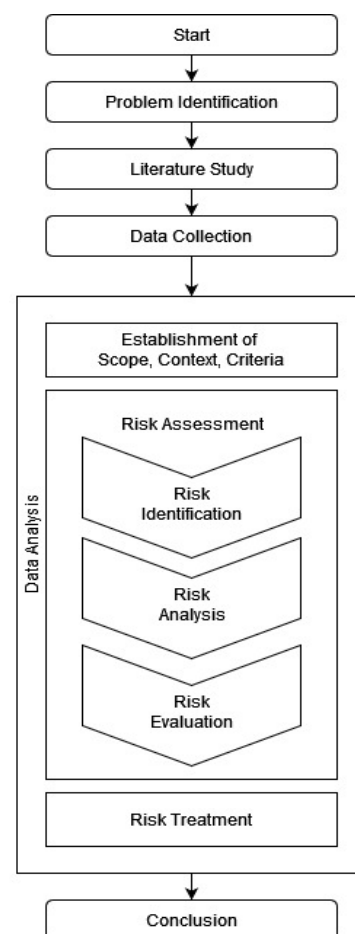 Start
Problem Identification
Literature Study
Data Collection
Data Analysis
Establishment of
Scope, Context, Criteria
Risk Assessment
Risk
Identification
Risk
Analysis
Risk
Evaluation
Risk Treatment
Conclusion